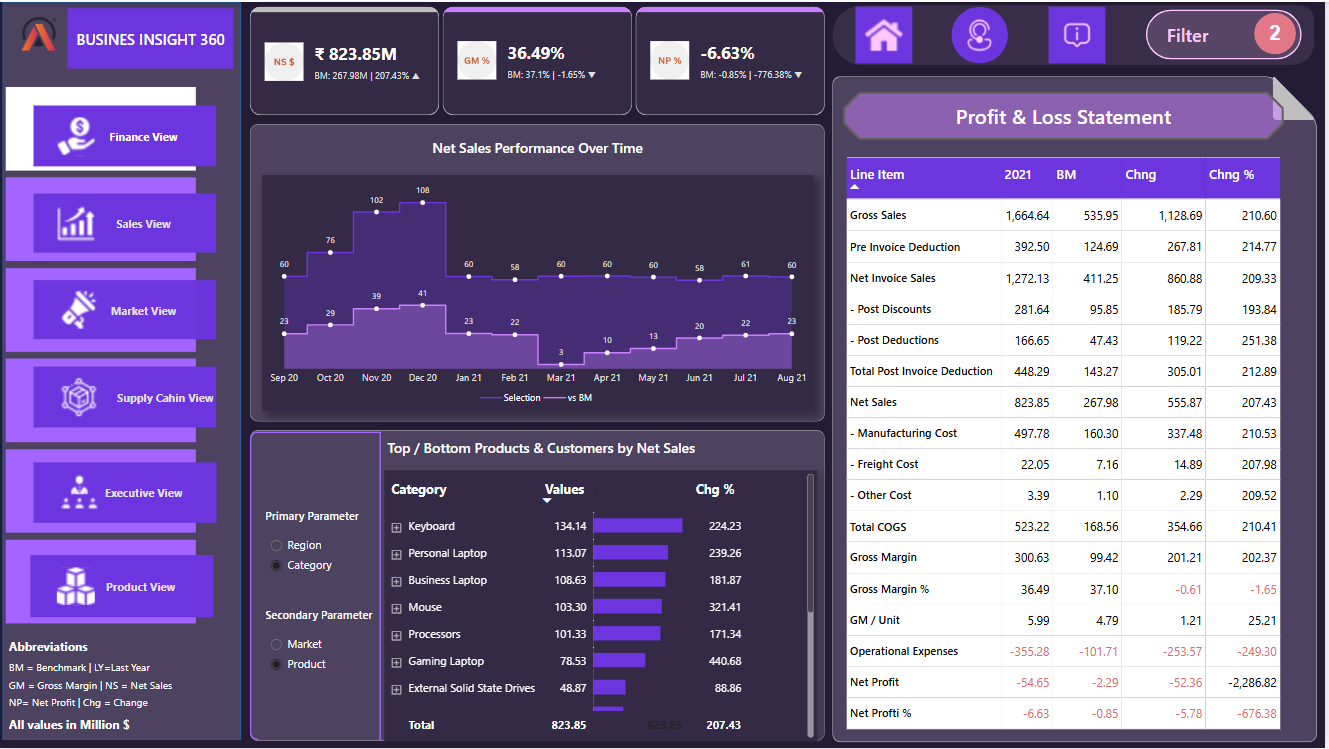 BUSINES INSIGHT 360
Finance View
Sales View
Market View
Supply Cahin View
Executive View
Product View
Abbreviations
BM = Benchmark | LY=Last Year
GM = Gross Margin | NS = Net Sales
NP= Net Profit | Chg = Change
All values in Million $
NS $
₹ 823.85M
BM: 267.98M | 207.43% ▲
GM %
36.49%
BM: 37.1% | -1.65% ▼
NP %
-6.63%
BM: -0.85% | -776.38% ▼
Filter 2
Net Sales Performance Over Time
60 76 102 108 60 58 60 60 60 58 61 60
23 29 39 41 23 22 3 10 13 20 22 23
Sep 20 Oct 20 Nov 20 Dec 20 Jan 21 Feb 21 Mar 21 Apr 21 May 21 Jun 21 Jul 21 Aug 21
Selection vs BM
Primary Parameter
Region
Category
Secondary Parameter
Market
Product
Top / Bottom Products & Customers by Net Sales
Category Values Chg %
Keyboard 134.14 224.23
Personal Laptop 113.07 239.26
Business Laptop 108.63 181.87
Mouse 103.30 321.41
Processors 101.33 171.34
Gaming Laptop 78.53 440.68
External Solid State Drives 48.87 88.86
Total 823.85 823.85 207.43
Profit & Loss Statement
Line Item 2021 BM Chng Chng %
Gross Sales 1,664.64 535.95 1,128.69 210.60
Pre Invoice Deduction 392.50 124.69 267.81 214.77
Net Invoice Sales 1,272.13 411.25 860.88 209.33
- Post Discounts 281.64 95.85 185.79 193.84
- Post Deductions 166.65 47.43 119.22 251.38
Total Post Invoice Deduction 448.29 143.27 305.01 212.89
Net Sales 823.85 267.98 555.87 207.43
- Manufacturing Cost 497.78 160.30 337.48 210.53
- Freight Cost 22.05 7.16 14.89 207.98
- Other Cost 3.39 1.10 2.29 209.52
Total COGS 523.22 168.56 354.66 210.41
Gross Margin 300.63 99.42 201.21 202.37
Gross Margin % 36.49 37.10 -0.61 -1.65
GM / Unit 5.99 4.79 1.21 25.21
Operational Expenses -355.28 -101.71 -253.57 -249.30
Net Profit -54.65 -2.29 -52.36 -2,286.82
Net Profti % -6.63 -0.85 -5.78 -676.38